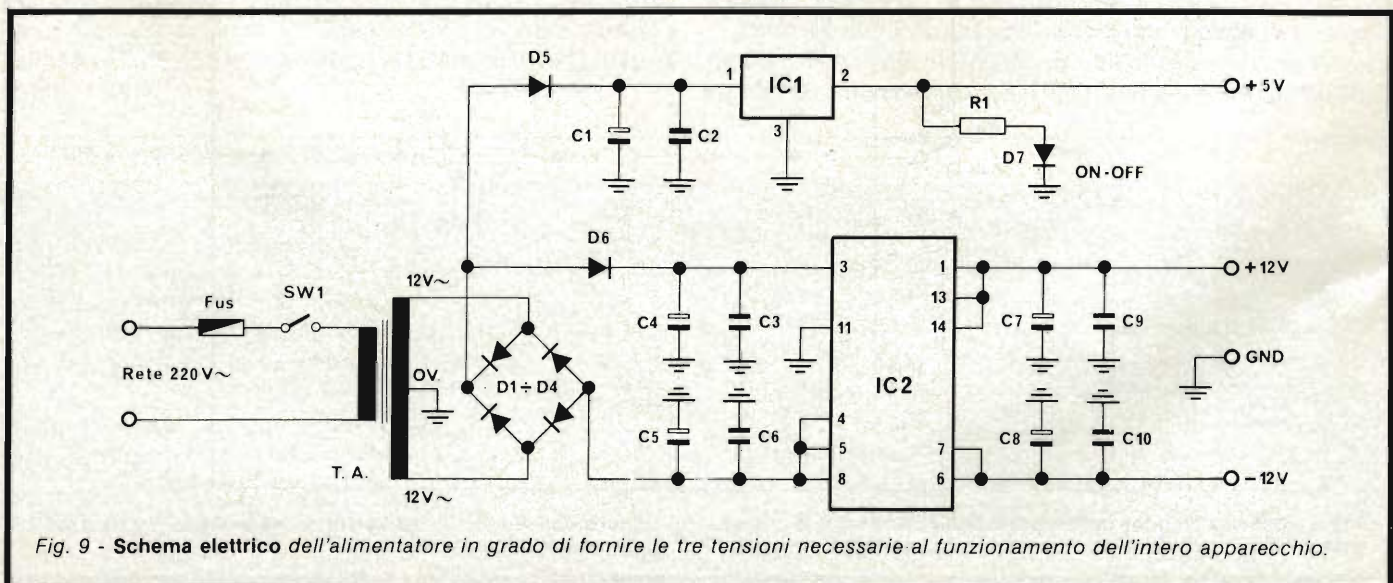 D5
1 IC1 2
3
+ 5V
C1 C2
R1
D7
ON-OFF
D6
12V~
Fus
SW1
Rete 220V~
0V.
D1÷D4
T. A.
12V~
3 1
13
11 14
IC2
4
5 7
8 6
C4 C3
C5 C6
C7 C9
C8 C10
+12V
GND
-12V
Fig. 9 - Schema elettrico dell'alimentatore in grado di fornire le tre tensioni necessarie al funzionamento dell'intero apparecchio.